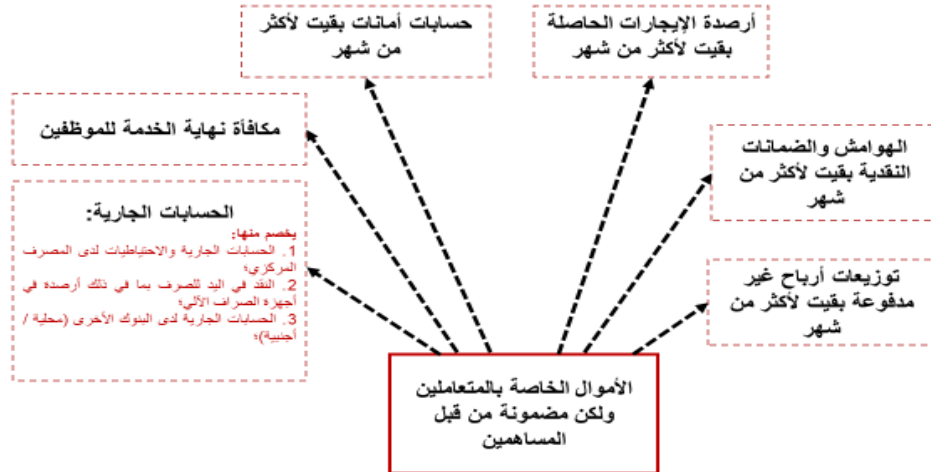 أرصدة الإيجارات الحاصلة
بقيت لأكثر من شهر
حسابات أمانات بقيت لأكثر
من شهر
مكافأة نهاية الخدمة للموظفين
الهوامش والضمانات
النقدية بقيت لأكثر من
شهر
الحسابات الجارية:
يخصم منها:
1. الحسابات الجارية والاحتياطيات لدى المصرف
المركزي؛
2. النقد في اليد للصرف بما في ذلك أرصدة في
أجهزة الصراف الآلي؛
3. الحسابات الجارية لدى البنوك الأخرى (محلية /
أجنبية)؛
توزيعات أرباح غير
مدفوعة بقيت لأكثر من
شهر
الأموال الخاصة بالمتعاملين
ولكن مضمونة من قبل
المساهمين